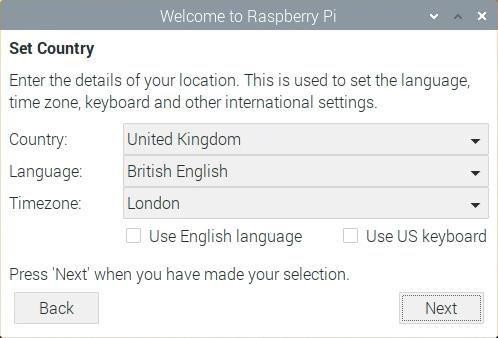 Welcome to Raspberry Pi
Set Country
Enter the details of your location. This is used to set the language,
time zone, keyboard and other international settings.
Country: United Kingdom
Language: British English
Timezone: London
Use English language Use US keyboard
Press 'Next' when you have made your selection.
Back Next